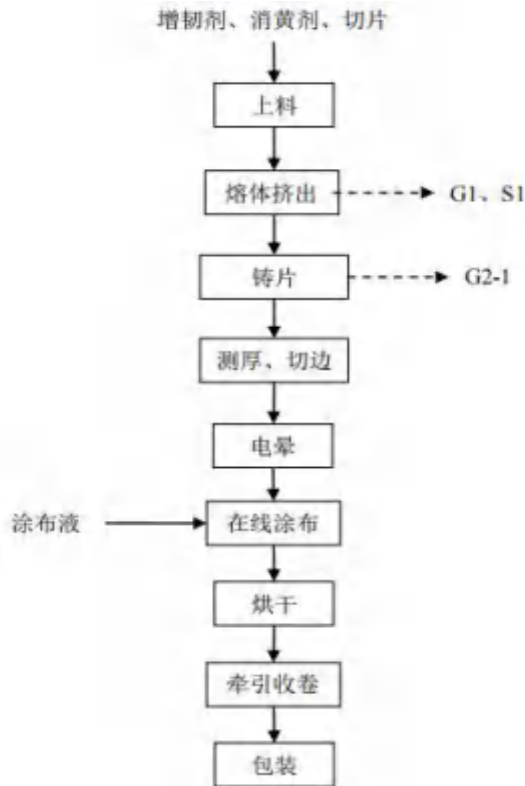 增韧剂、消黄剂、切片
上料
熔体挤出
G1、S1
铸片
G2-1
测厚、切边
电晕
涂布液
在线涂布
烘干
牵引收卷
包装